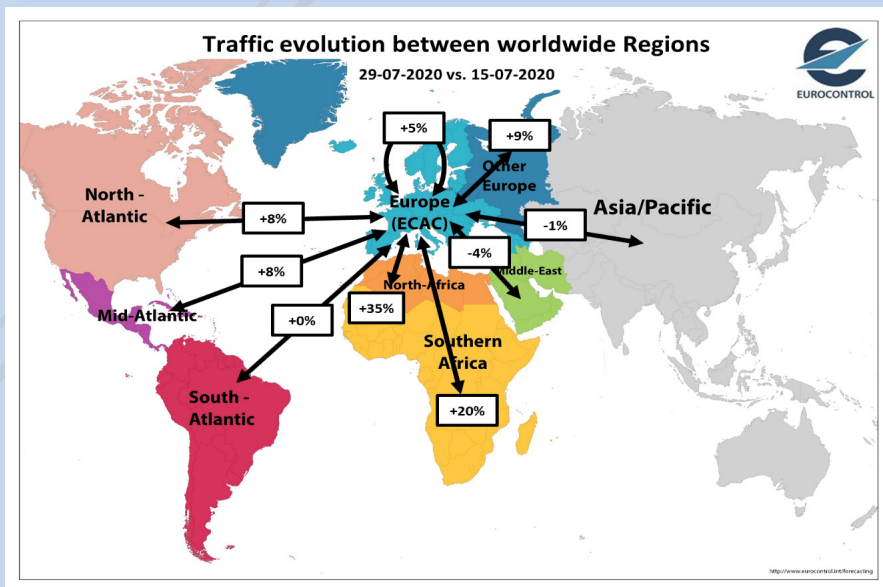 Traffic evolution between worldwide Regions
29-07-2020 vs. 15-07-2020
EUROCONTROL
+5%
+9%
Other
Europe
North -
Atlantic
Europe
(ECAC)
Asia/Pacific
+8%
-1%
-4%
+8%
Middle-East
North-Africa
Mid-Atlantic-
+35%
+0%
Southern
Africa
South -
Atlantic
+20%
http://www.eurocontrol.int/forecasting